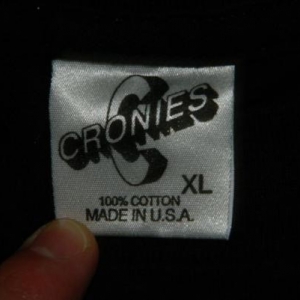 CRONIES
C
XL
100% COTTON
MADE IN U.S.A.